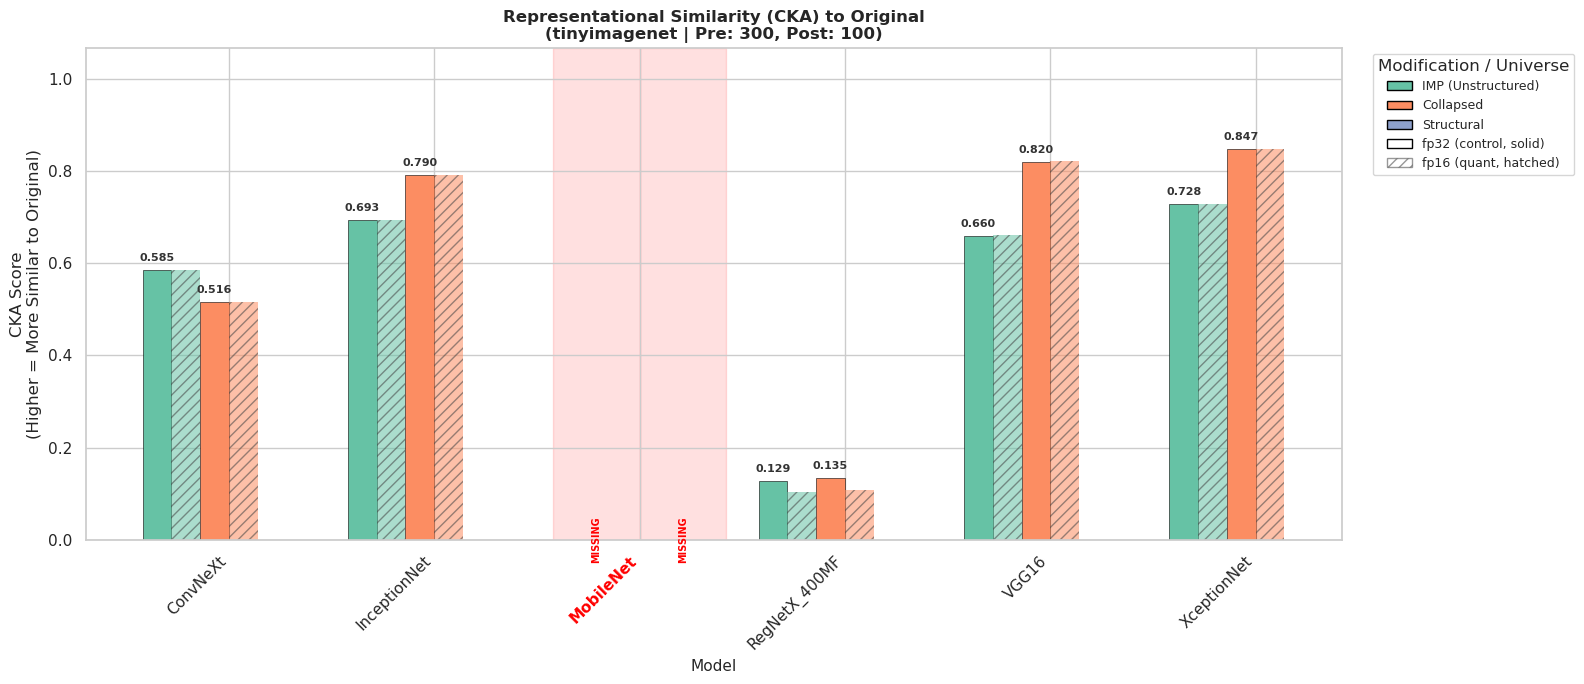 Representational Similarity (CKA) to Original
(tinyimagenet | Pre: 300, Post: 100)
CKA Score
(Higher = More Similar to Original)
1.0
0.8
0.6
0.4
0.2
0.0
0.585
0.516
0.693
0.790
MISSING
MISSING
0.129
0.135
0.660
0.820
0.728
0.847
ConvNeXt
InceptionNet
MobileNet
RegNetX_400MF
VGG16
XceptionNet
Model
Modification / Universe
IMP (Unstructured)
Collapsed
Structural
fp32 (control, solid)
fp16 (quant, hatched)